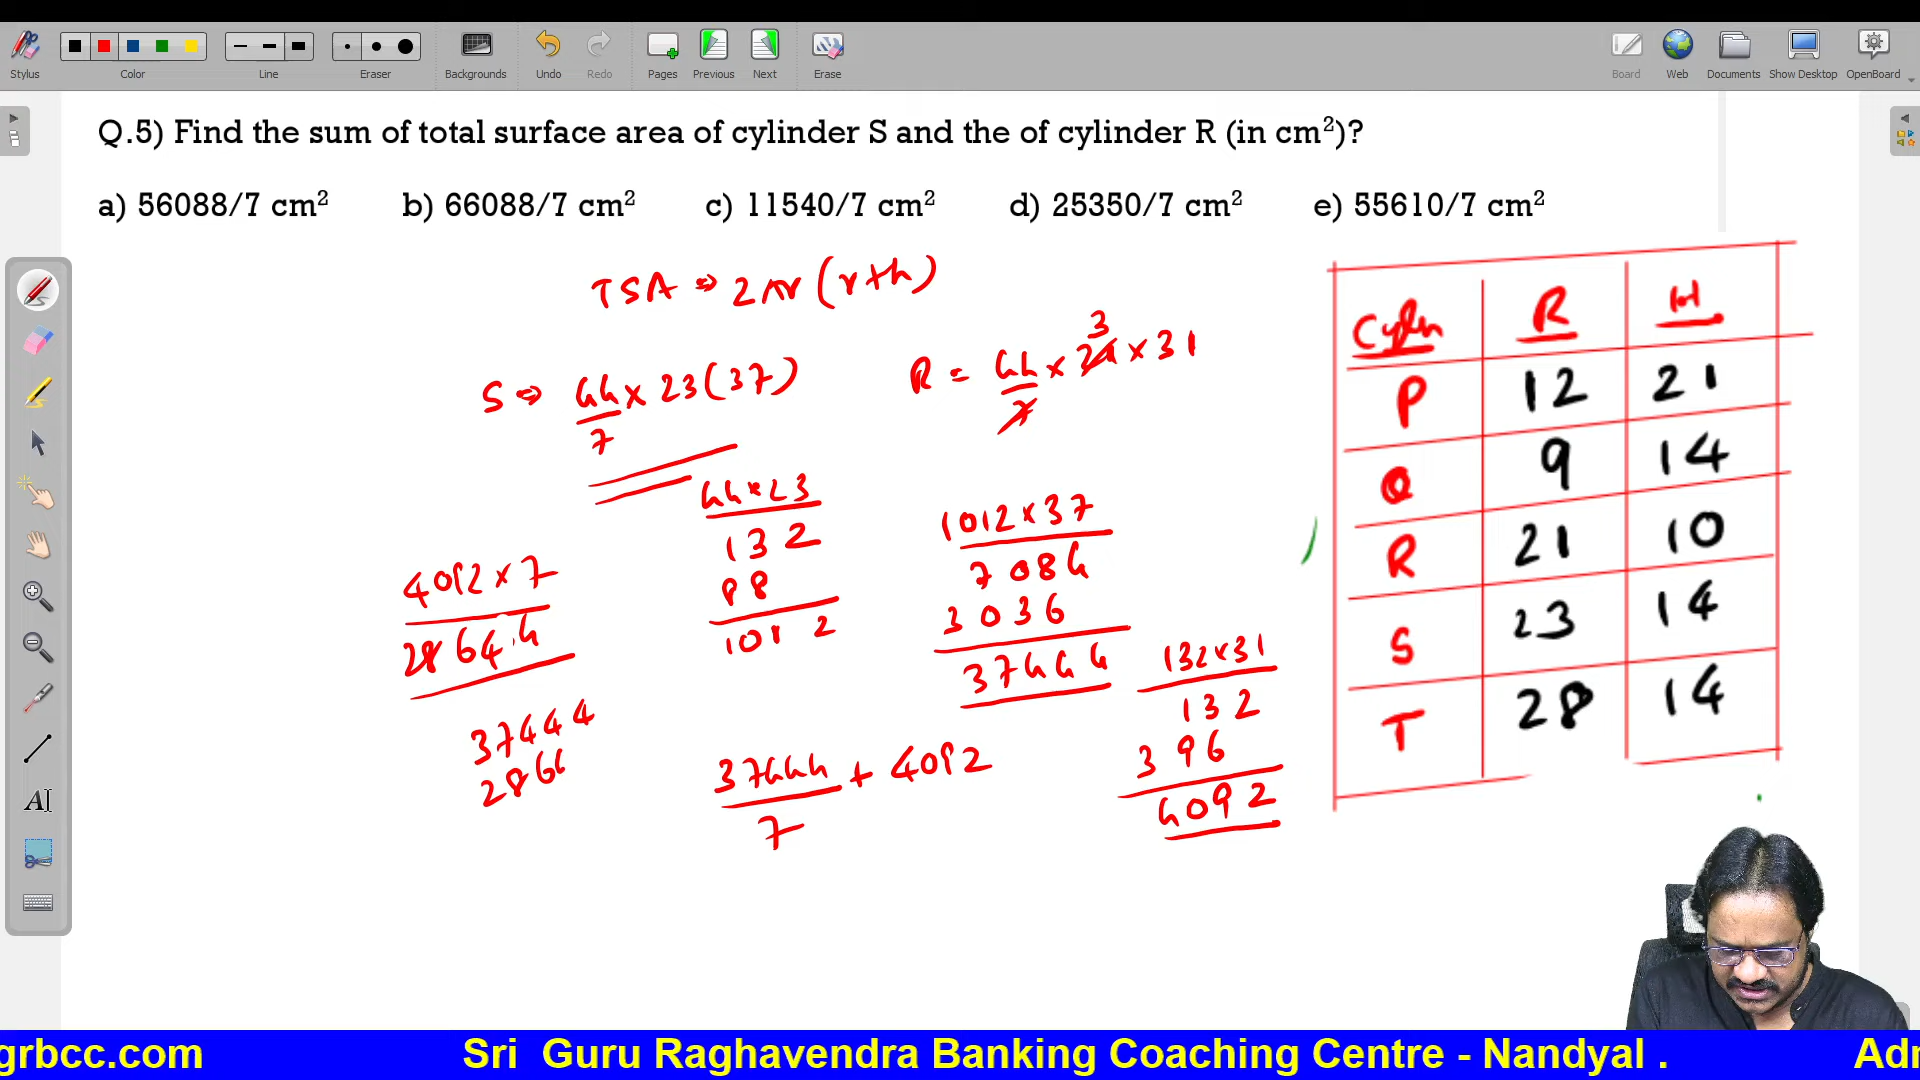 Stylus Color Line Eraser Backgrounds Undo Redo Pages Previous Next Erase Board Web Documents Show Desktop OpenBoard
Q.5) Find the sum of total surface area of cylinder S and the of cylinder R (in cm²)?
a) 56088/7 cm² b) 66088/7 cm² c) 11540/7 cm² d) 25350/7 cm² e) 55610/7 cm²
TSA ⇒ 2πr (r+h)
S ⇒ 44/7 × 23 (37)
R = 44/7 × 21 × 31
3
44×23
132
88
1012
1012×37
7084
3036
37444
4092×7
28644
132×31
132
396
4092
37444
2866
37444/7 + 4092
Cylin R H
P 12 21
Q 9 14
R 21 10
S 23 14
T 28 14
grbcc.com Sri Guru Raghavendra Banking Coaching Centre - Nandyal . Adr